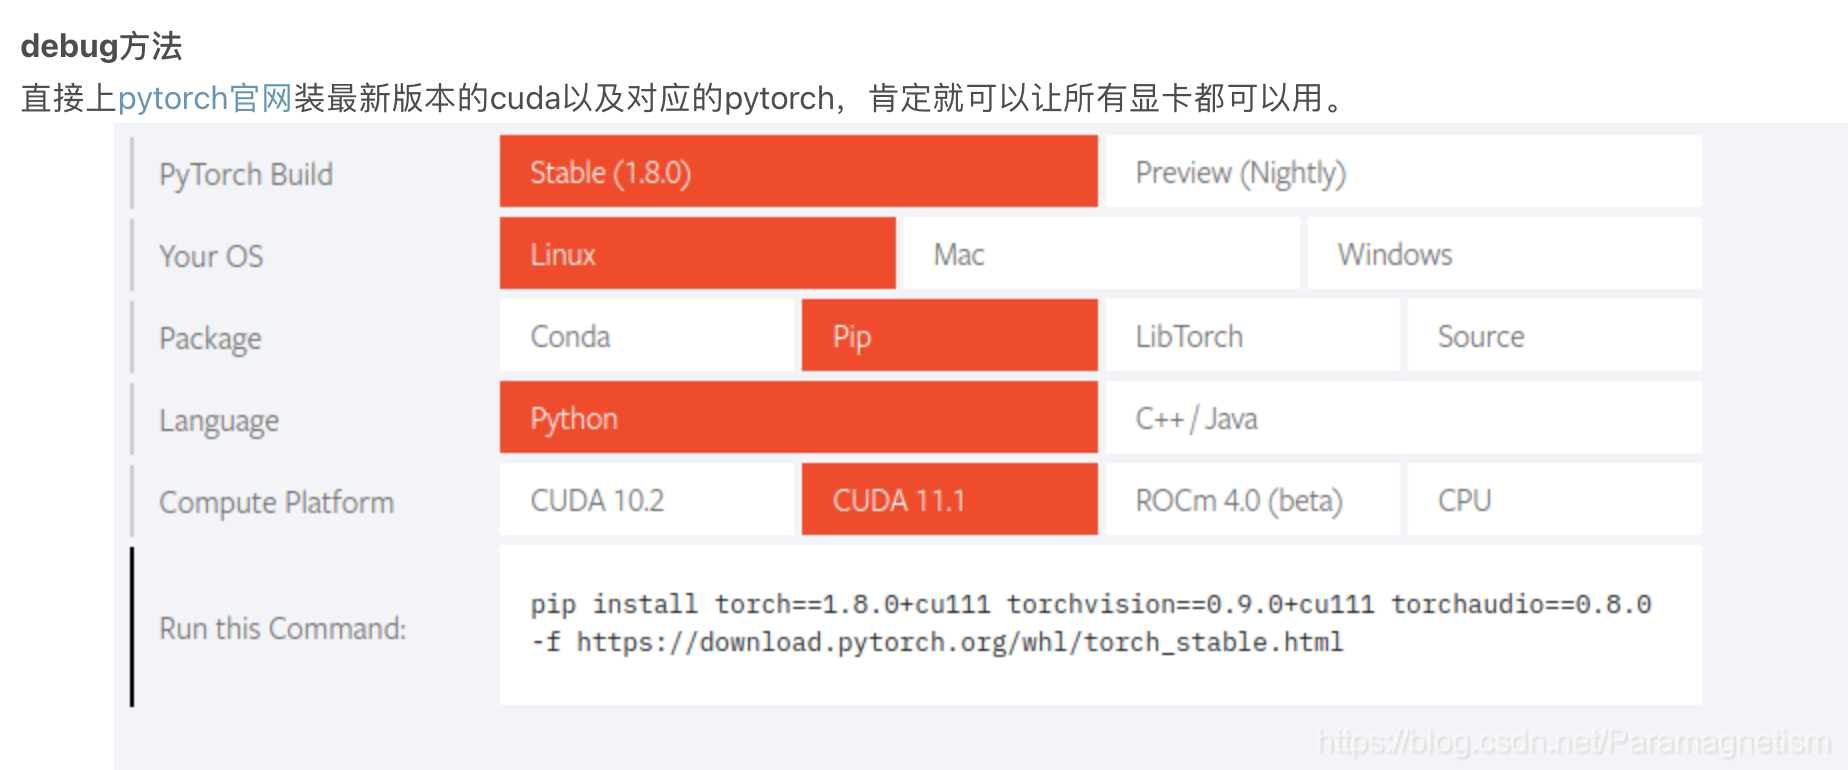 debug方法
直接上pytorch官网装最新版本的cuda以及对应的pytorch，肯定就可以让所有显卡都可以用。
PyTorch Build Stable (1.8.0) Preview (Nightly)
Your OS Linux Mac Windows
Package Conda Pip LibTorch Source
Language Python C++ / Java
Compute Platform CUDA 10.2 CUDA 11.1 ROCm 4.0 (beta) CPU
Run this Command: pip install torch==1.8.0+cu111 torchvision==0.9.0+cu111 torchaudio==0.8.0
-f https://download.pytorch.org/whl/torch_stable.html
https://blog.csdn.net/Paramagnetism